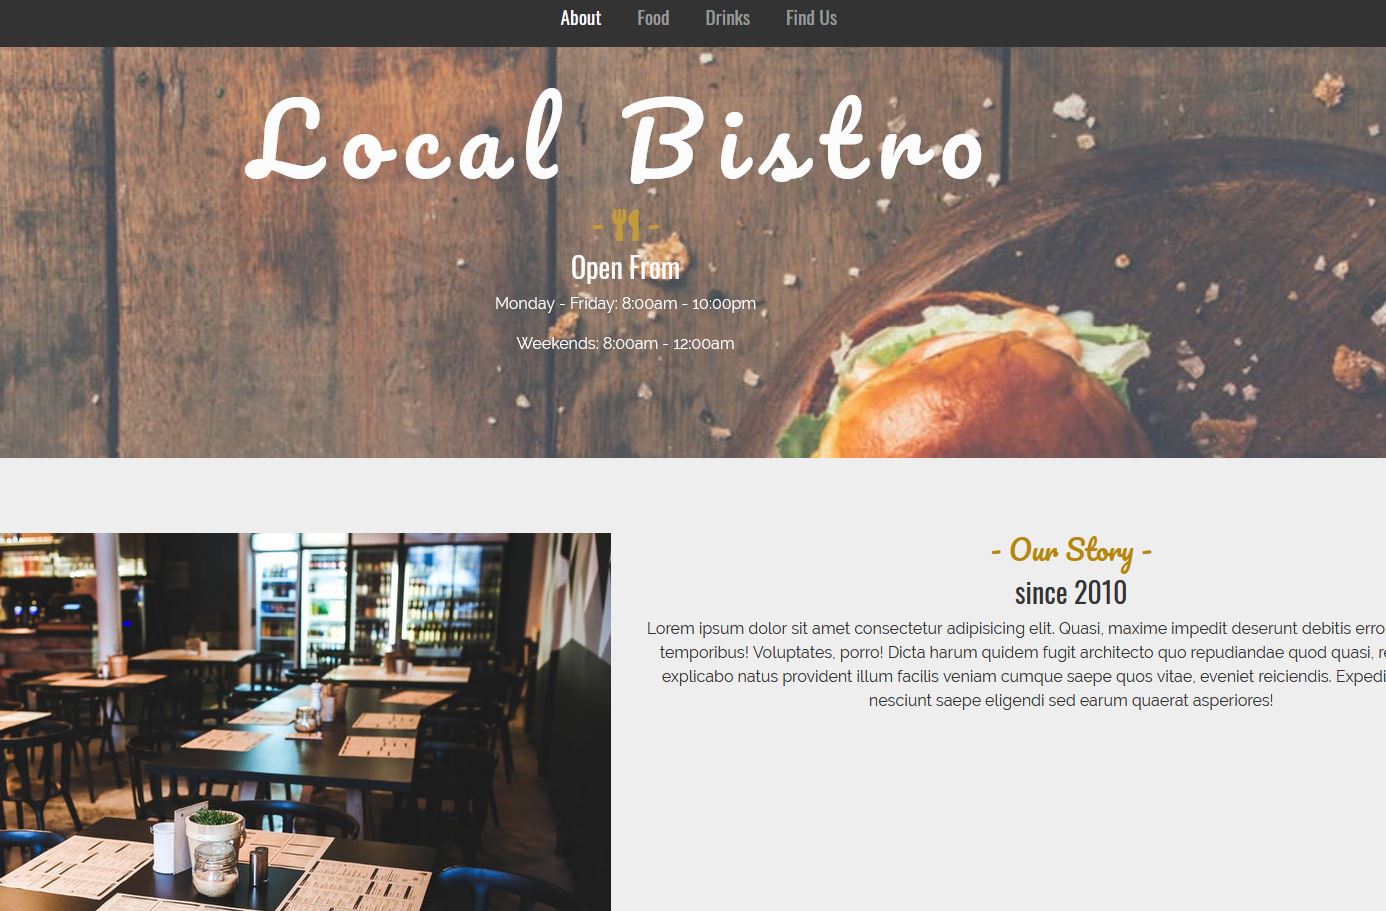 About Food Drinks Find Us
Local Bistro
- -
Open From
Monday - Friday: 8:00am - 10:00pm
Weekends: 8:00am - 12:00am
- Our Story -
since 2010
Lorem ipsum dolor sit amet consectetur adipisicing elit. Quasi, maxime impedit deserunt debitis erro
temporibus! Voluptates, porro! Dicta harum quidem fugit architecto quo repudiandae quod quasi, r
explicabo natus provident illum facilis veniam cumque saepe quos vitae, eveniet reiciendis. Expedi
nesciunt saepe eligendi sed earum quaerat asperiores!